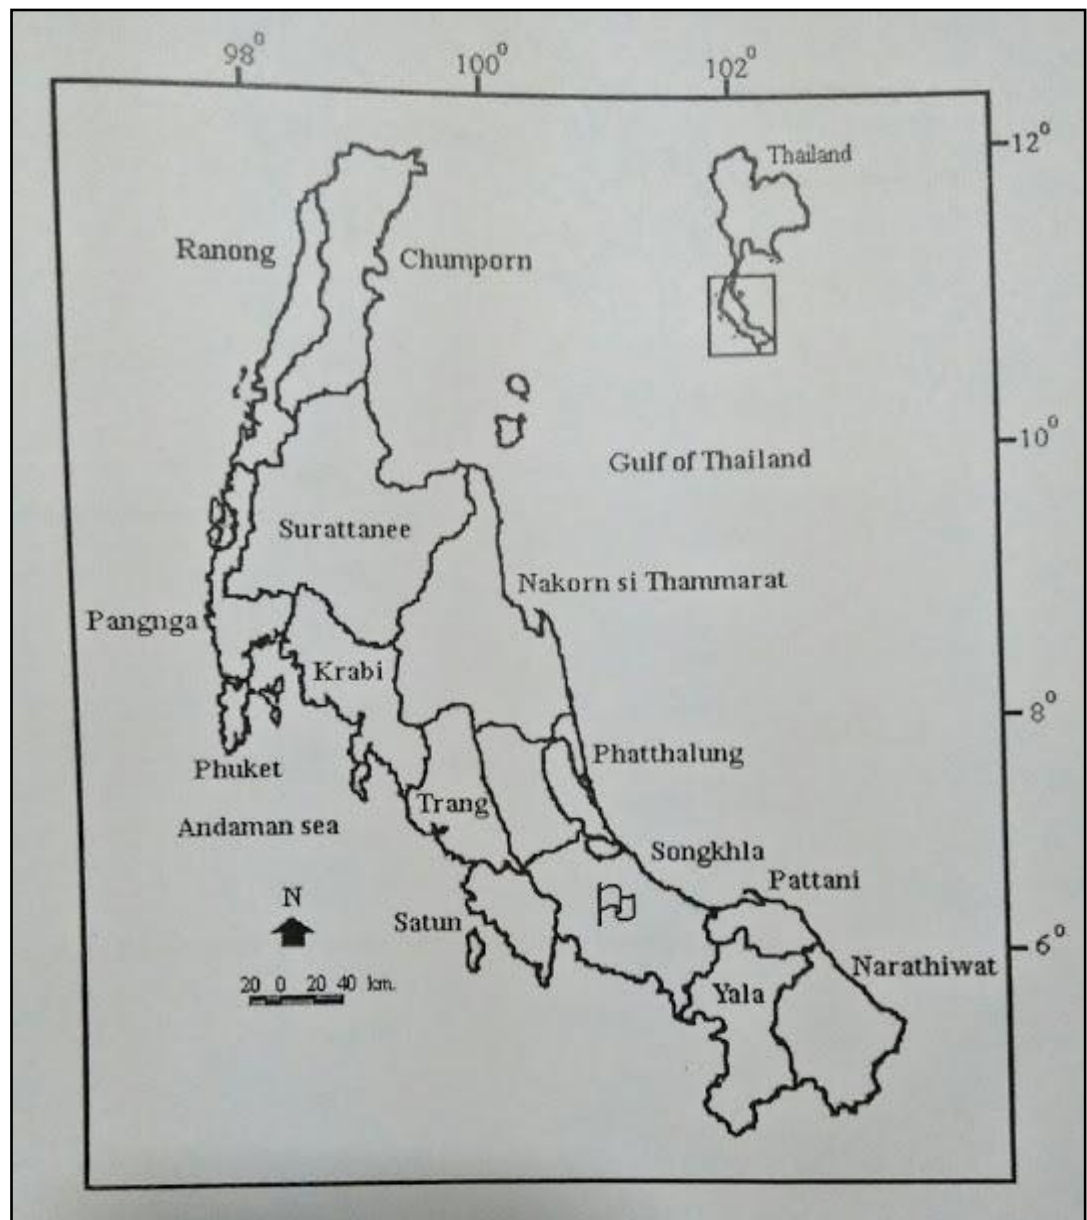 98°
100°
102°
12°
Thailand
Ranong
Chumporn
10°
Gulf of Thailand
Surattanee
Nakorn si Thammarat
Pangnga
Krabi
8°
Phatthalung
Phuket
Trang
Andaman sea
Songkhla
Pattani
N
Satun
6°
Narathiwat
20 0 20 40 km.
Yala